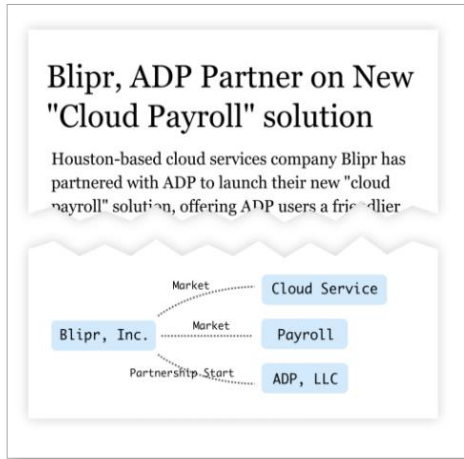 Blipr, ADP Partner on New
"Cloud Payroll" solution
Houston-based cloud services company Blipr has
partnered with ADP to launch their new "cloud
payroll" solution, offering ADP users a friendlier
Market
Cloud Service
Blipr, Inc.
Market
Payroll
Partnership Start
ADP, LLC